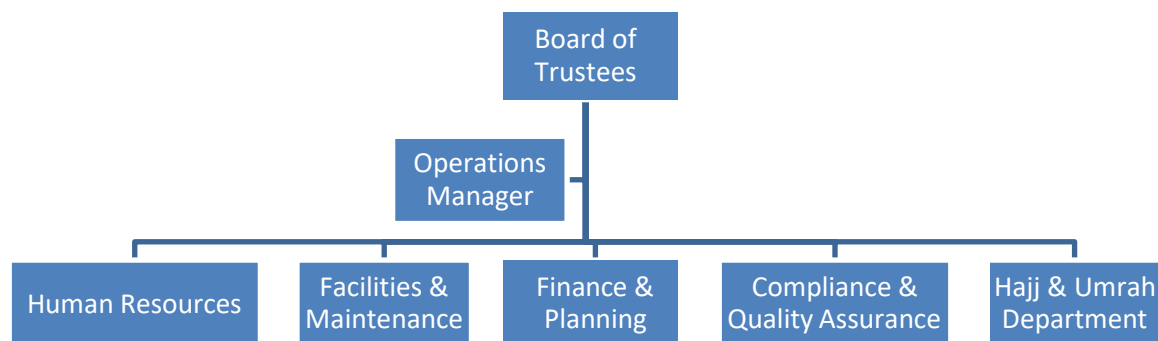 Board of
Trustees
Operations
Manager
Human Resources
Facilities &
Maintenance
Finance &
Planning
Compliance &
Quality Assurance
Hajj & Umrah
Department